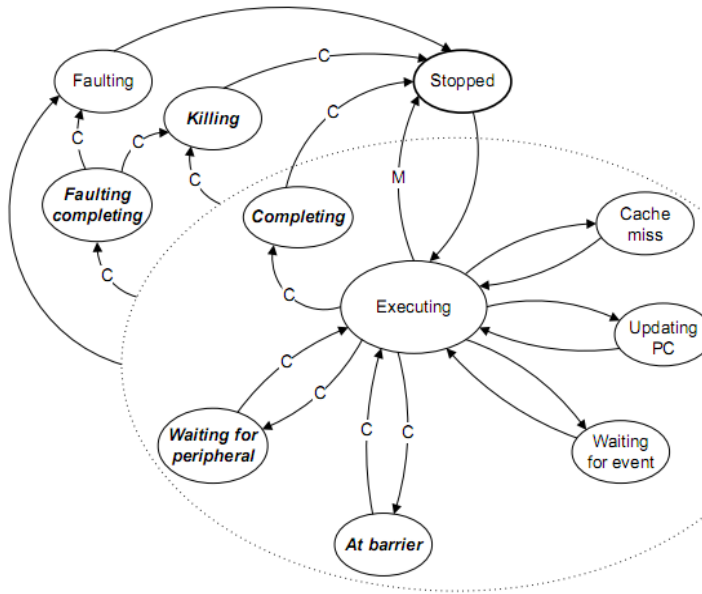 Faulting
C
Stopped
Killing
C
C
C
M
C
Faulting
completing
Completing
Cache
miss
C
C
Executing
Updating
PC
C
C
Waiting for
peripheral
C
C
Waiting
for event
At barrier